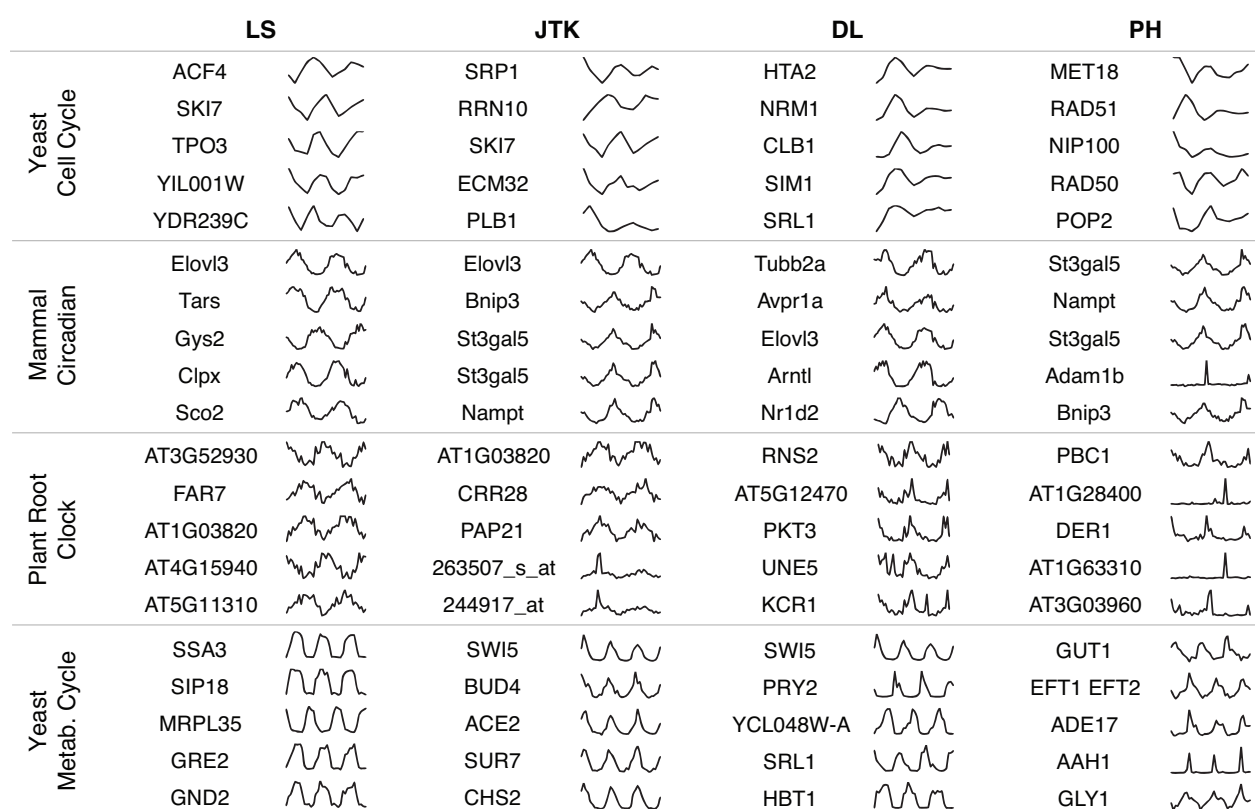 LS JTK DL PH
Yeast
Cell Cycle
ACF4 SRP1 HTA2 MET18
SKI7 RRN10 NRM1 RAD51
TPO3 SKI7 CLB1 NIP100
YIL001W ECM32 SIM1 RAD50
YDR239C PLB1 SRL1 POP2
Mammal
Circadian
Elovl3 Elovl3 Tubb2a St3gal5
Tars Bnip3 Avpr1a Nampt
Gys2 St3gal5 Elovl3 St3gal5
Clpx St3gal5 Arntl Adam1b
Sco2 Nampt Nr1d2 Bnip3
Plant Root
Clock
AT3G52930 AT1G03820 RNS2 PBC1
FAR7 CRR28 AT5G12470 AT1G28400
AT1G03820 PAP21 PKT3 DER1
AT4G15940 263507_s_at UNE5 AT1G63310
AT5G11310 244917_at KCR1 AT3G03960
Yeast
Metab. Cycle
SSA3 SWI5 SWI5 GUT1
SIP18 BUD4 PRY2 EFT1 EFT2
MRPL35 ACE2 YCL048W-A ADE17
GRE2 SUR7 SRL1 AAH1
GND2 CHS2 HBT1 GLY1